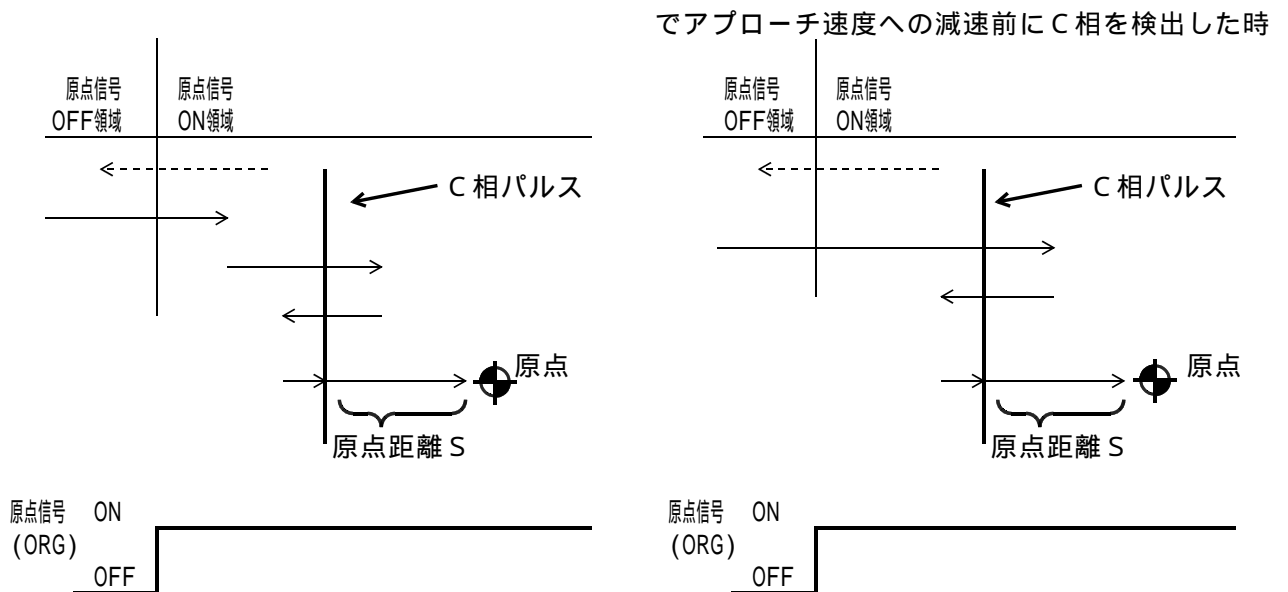 でアプローチ速度への減速前にC相を検出した時
原点信号
OFF領域
原点信号
ON領域
C相パルス
原点
原点距離S
原点信号 ON
(ORG)
OFF
原点信号
OFF領域
原点信号
ON領域
C相パルス
原点
原点距離S
原点信号 ON
(ORG)
OFF